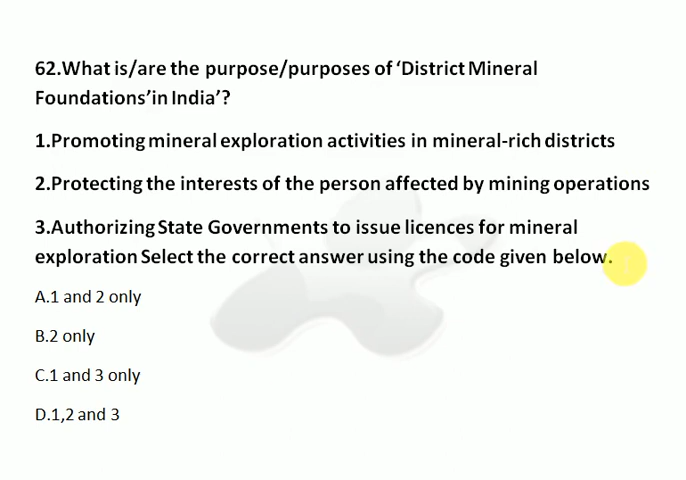 62.What is/are the purpose/purposes of ‘District Mineral
Foundations’in India’?
1.Promoting mineral exploration activities in mineral-rich districts
2.Protecting the interests of the person affected by mining operations
3.Authorizing State Governments to issue licences for mineral
exploration Select the correct answer using the code given below.
A.1 and 2 only
B.2 only
C.1 and 3 only
D.1,2 and 3